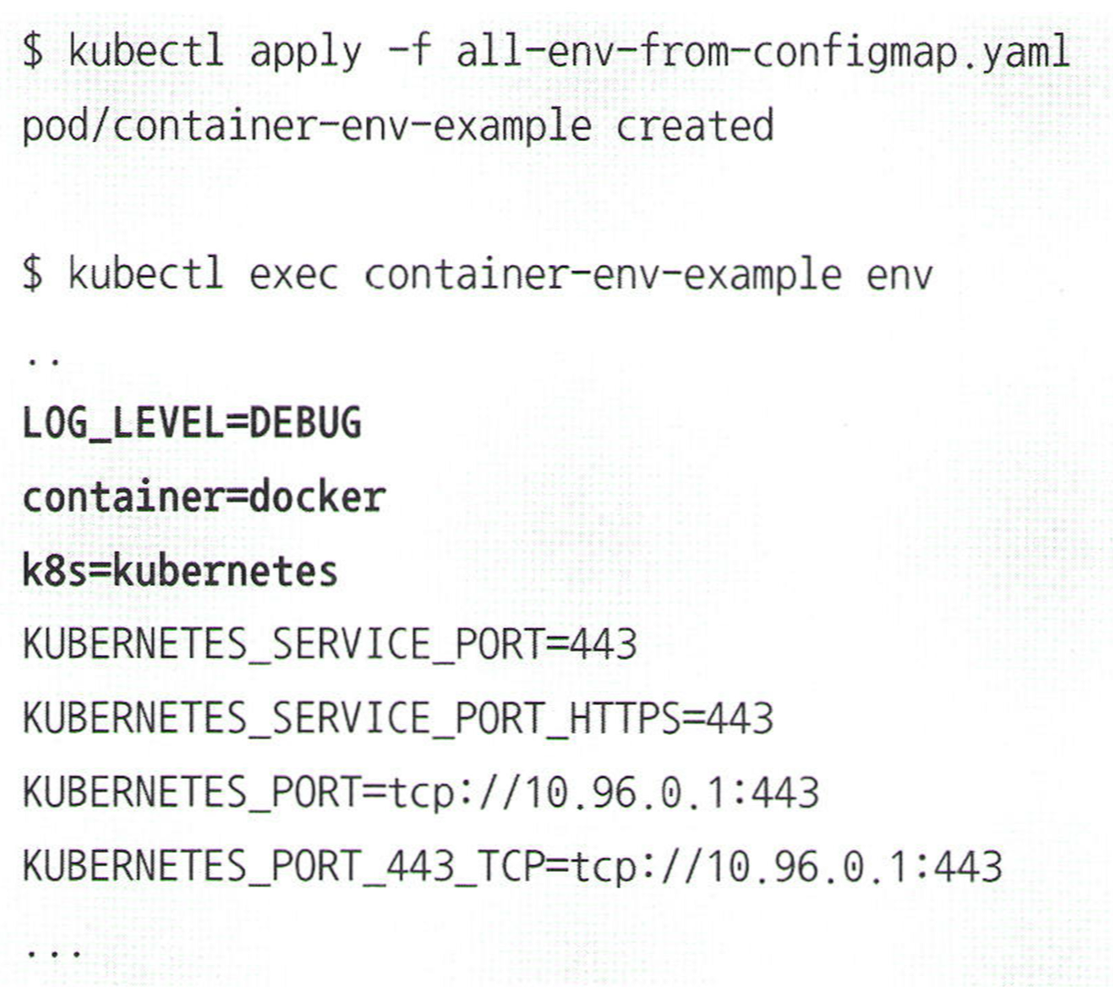 $ kubectl apply -f all-env-from-configmap.yaml
pod/container-env-example created
$ kubectl exec container-env-example env
..
LOG_LEVEL=DEBUG
container=docker
k8s=kubernetes
KUBERNETES_SERVICE_PORT=443
KUBERNETES_SERVICE_PORT_HTTPS=443
KUBERNETES_PORT=tcp://10.96.0.1:443
KUBERNETES_PORT_443_TCP=tcp://10.96.0.1:443
...